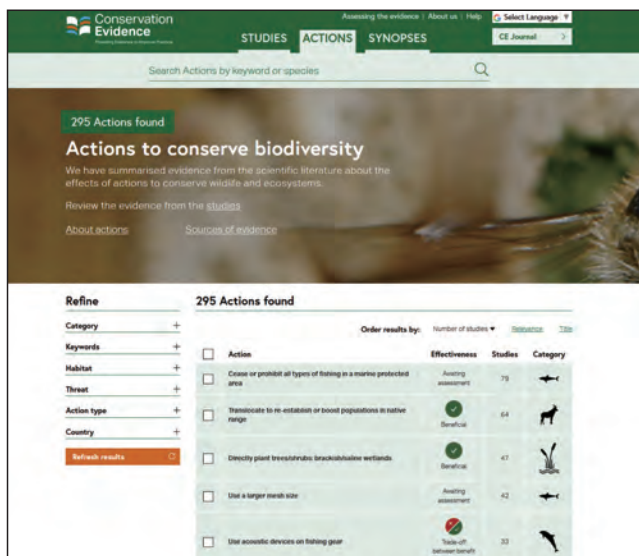 Conservation
Evidence
Assessing the evidence | About us | Help
Select Language
STUDIES ACTIONS SYNOPSES
CE Journal
Search Actions by keyword or species
295 Actions found
Actions to conserve biodiversity
We have summarised evidence from the scientific literature about the
effects of actions to conserve wildlife and ecosystems.
Review the evidence from the studies
About actions Sources of evidence
Refine
Category +
Keywords +
Habitat +
Threat +
Action type +
Country +
Refresh results
295 Actions found
Order results by: Number of studies Relevance Title
Action Effectiveness Studies Category
Cease or prohibit all types of fishing in a marine protected
area
Awaiting
assessment
79
Translocate to re-establish or boost populations in native
range
Beneficial
64
Directly plant trees/shrubs: brackish/saline wetlands
Beneficial
47
Use a larger mesh size
Awaiting
assessment
42
Use acoustic devices on fishing gear
Trade-off
between benefit
33